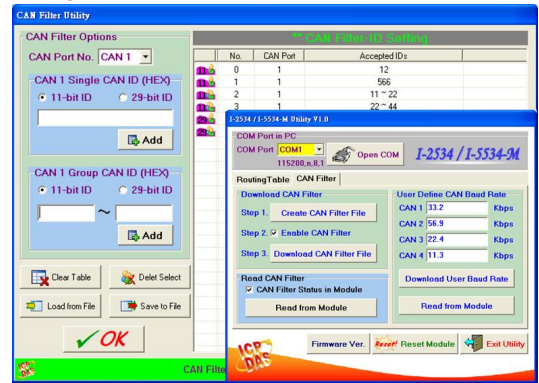 CAN Filter Utility
CAN Filter Options
CAN Port No. CAN 1
CAN 1 Single CAN ID (HEX)
11-bit ID 29-bit ID
Add
CAN 1 Group CAN ID (HEX)
11-bit ID 29-bit ID
~
Add
Clear Table Delet Select
Load from File Save to File
OK
** CAN Filter-ID Setting
No. CAN Port Accepted IDs
11 0 1 12
11 1 1 566
11 2 1 11 ~ 22
11 3 1 22 ~ 44
29
29
ICP DAS
CAN Filte
I-2534 / I-5534-M Utility V1.0
COM Port in PC
COM Port COM1
115200,n,8,1
Open COM
I-2534 / I-5534-M
RoutingTable CAN Filter
Download CAN Filter
Step 1. Create CAN Filter File
Step 2. Enable CAN Filter
Step 3. Download CAN Filter File
Read CAN Filter
CAN Filter Status in Module
Read from Module
User Define CAN Baud Rate
CAN 1 33.2 Kbps
CAN 2 56.9 Kbps
CAN 3 22.4 Kbps
CAN 4 11.3 Kbps
Download User Baud Rate
Read from Module
ICP DAS
Firmware Ver. Reset! Reset Module Exit Utility